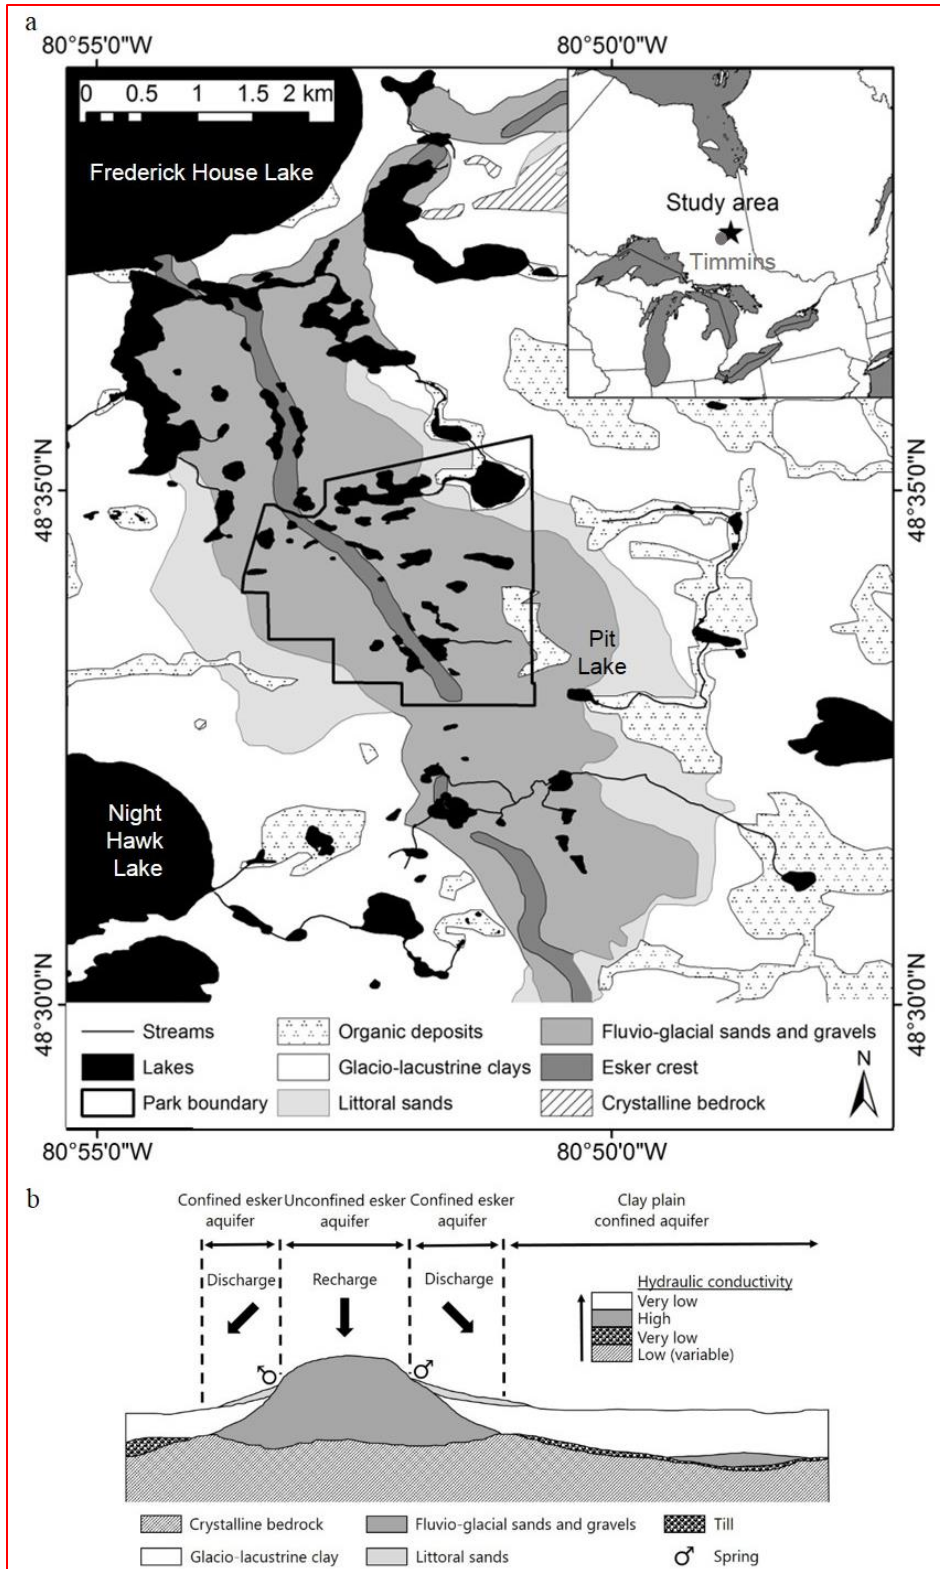 a
80°55'0"W
80°50'0"W
0 0.5 1 1.5 2 km
Frederick House Lake
Study area
Timmins
48°35'0"N
48°35'0"N
Pit
Lake
Night
Hawk
Lake
48°30'0"N
48°30'0"N
Streams
Organic deposits
Fluvio-glacial sands and gravels
Lakes
Glacio-lacustrine clays
Esker crest
N
Park boundary
Littoral sands
Crystalline bedrock
80°55'0"W
80°50'0"W
b
Confined esker
aquifer
Unconfined esker
aquifer
Confined esker
aquifer
Clay plain
confined aquifer
Discharge
Recharge
Discharge
Hydraulic conductivity
Very low
High
Very low
Low (variable)
Crystalline bedrock
Fluvio-glacial sands and gravels
Till
Glacio-lacustrine clay
Littoral sands
Spring